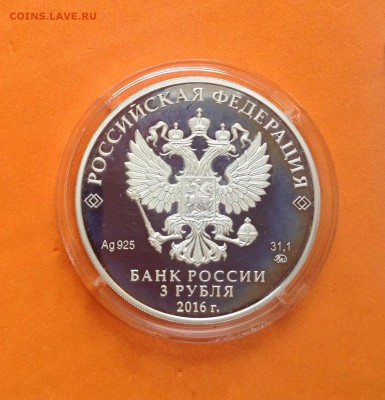 COINS.LAVE.RU
РОССИЙСКАЯ ФЕДЕРАЦИЯ
Ag 925
31,1
БАНК РОССИИ
3 РУБЛЯ
2016 г.